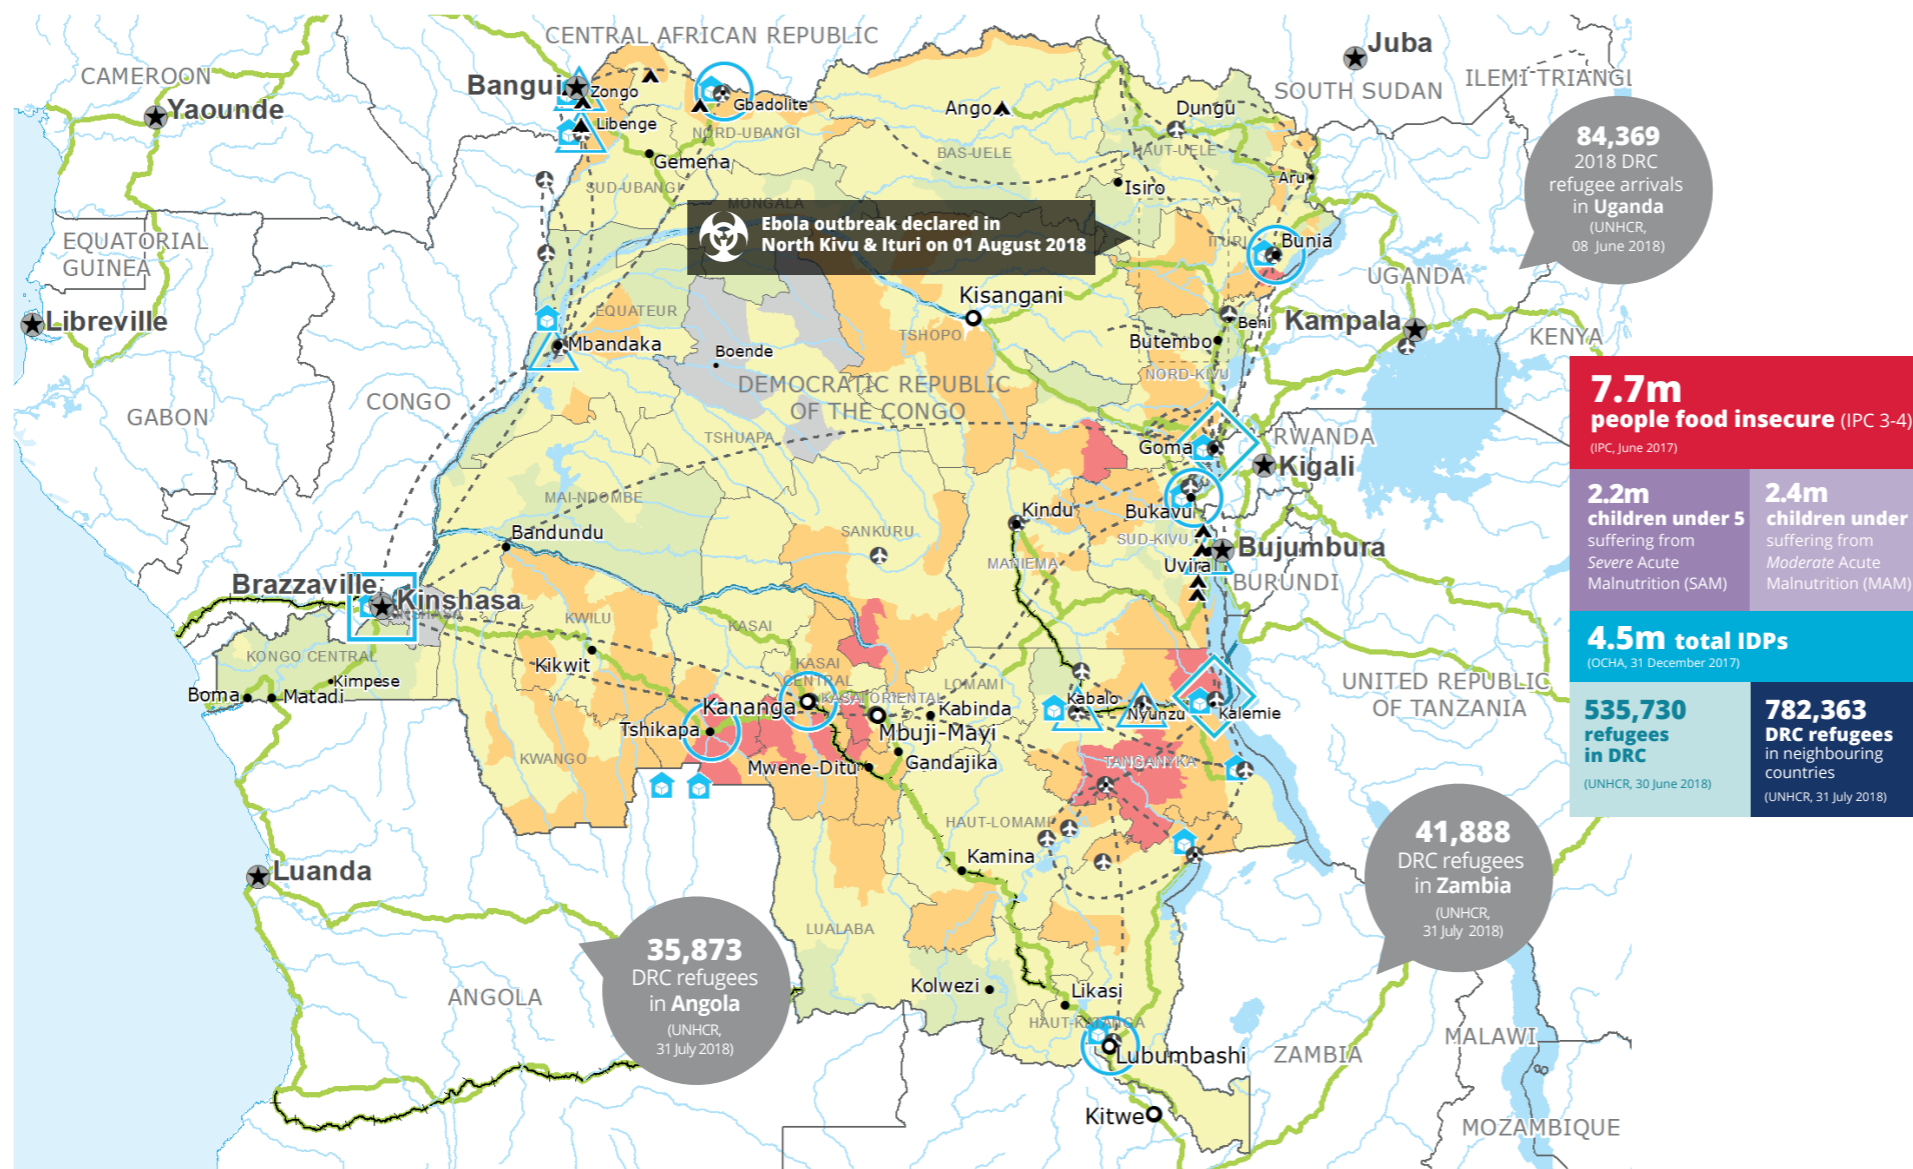 CENTRAL AFRICAN REPUBLIC
Juba
CAMEROON
ILEMI TRIANGL
SOUTH SUDAN
Bangui
Zongo
Gbadolite
Ango
Dungu
Yaounde
Libenge
NORD-UBANGI
84,369
2018 DRC
refugee arrivals
in Uganda
(UNHCR,
08 June 2018)
BAS-UELE
HAUT-UELE
Gemena
Isiro
Aru
SUD-UBANGI
MONGALA
Ebola outbreak declared in
North Kivu & Ituri on 01 August 2018
EQUATORIAL
GUINEA
ITURI
Bunia
UGANDA
Libreville
EQUATEUR
Kisangani
TSHOPO
Beni
Kampala
KENYA
Mbandaka
Boende
Butembo
NORD-KIVU
DEMOCRATIC REPUBLIC
OF THE CONGO
GABON
CONGO
TSHUAPA
Goma
RWANDA
Kigali
7.7m
people food insecure (IPC 3-4)
(IPC, June 2017)
2.2m
children under 5
suffering from
Severe Acute
Malnutrition (SAM)
2.4m
children under
suffering from
Moderate Acute
Malnutrition (MAM)
MAI-NDOMBE
Bandundu
SANKURU
Kindu
Bukavu
SUD-KIVU
MANIEMA
Uvira
Bujumbura
BURUNDI
Brazzaville
Kinshasa
KWILU
KASAI
4.5m total IDPs
(OCHA, 31 December 2017)
KONGO CENTRAL
Kikwit
KASAI
CENTRAL
KASAI ORIENTAL
LOMAMI
Boma
Matadi
Kimpese
Kananga
Kabinda
Kabalo
Nyunzu
Kalemie
UNITED REPUBLIC
OF TANZANIA
535,730
refugees
in DRC
(UNHCR, 30 June 2018)
782,363
DRC refugees
in neighbouring
countries
(UNHCR, 31 July 2018)
Tshikapa
Mbuji-Mayi
KWANGO
Mwene-Ditu
Gandajika
TANGANYKA
HAUT-LOMAMI
Kamina
41,888
DRC refugees
in Zambia
(UNHCR,
31 July 2018)
Luanda
LUALABA
35,873
DRC refugees
in Angola
(UNHCR,
31 July 2018)
ANGOLA
Kolwezi
Likasi
HAUT-KATANGA
Lubumbashi
ZAMBIA
MALAWI
Kitwe
MOZAMBIQUE